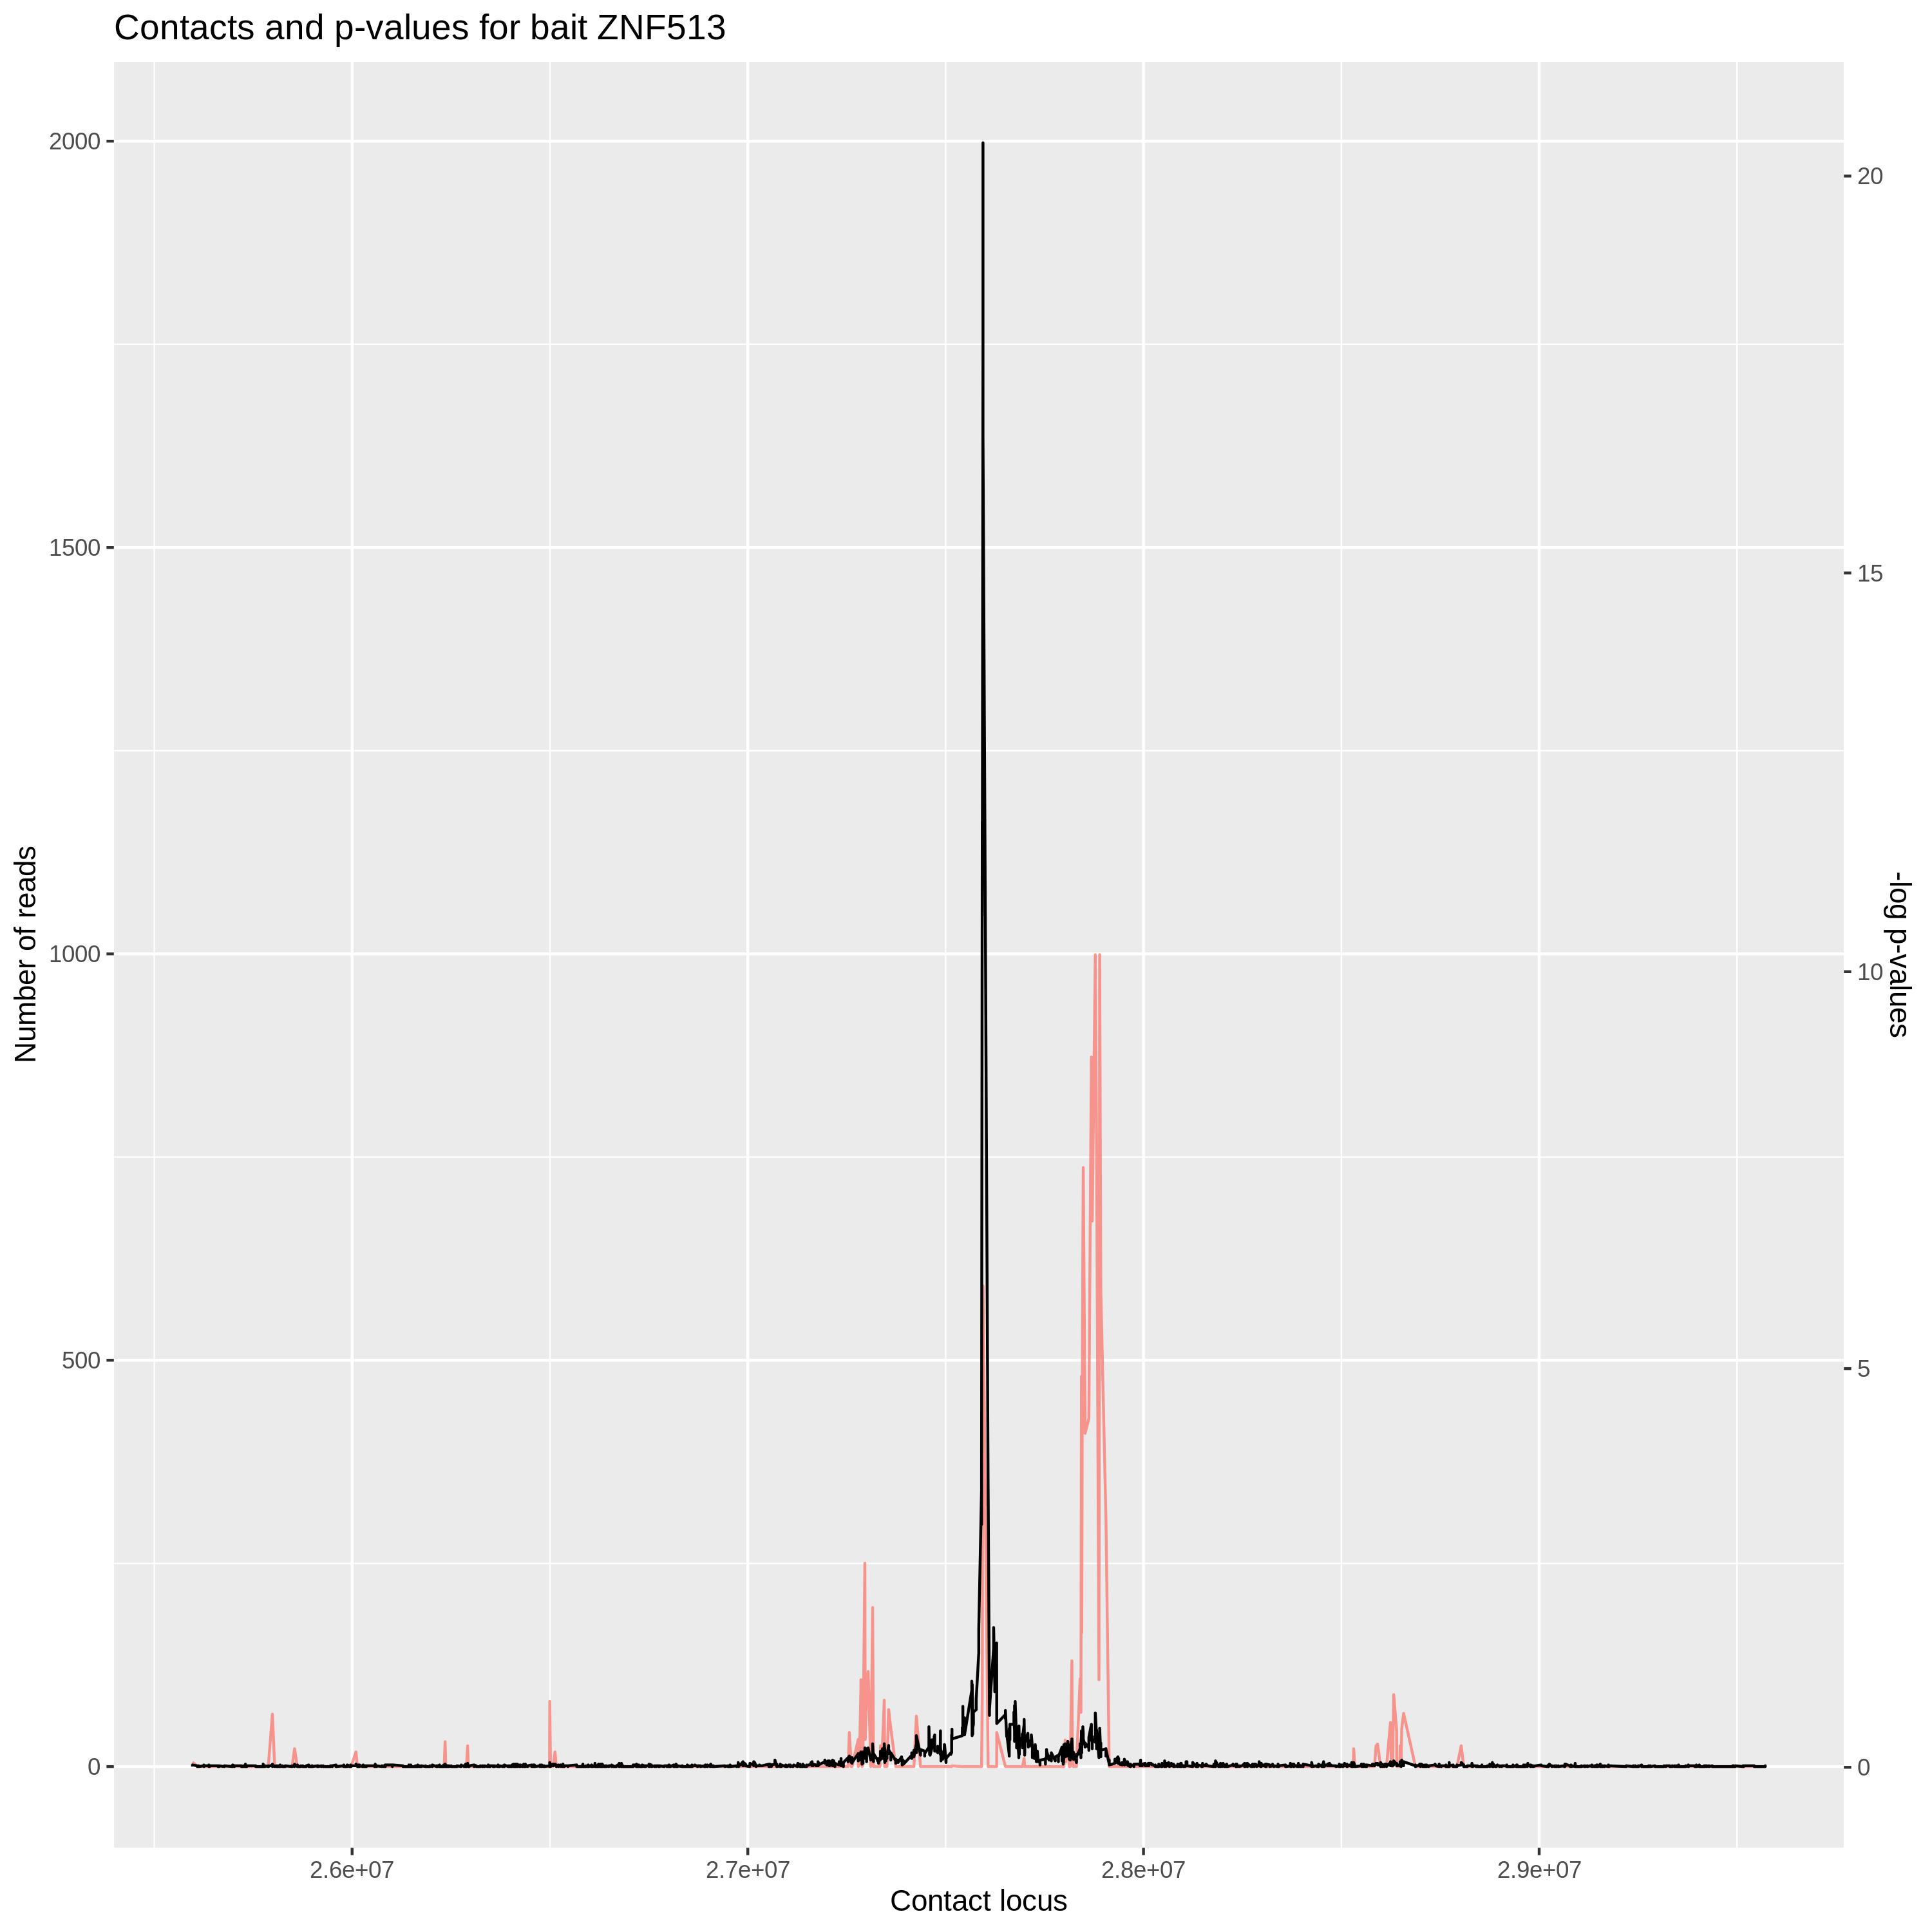 Contacts and p-values for bait ZNF513
2000
1500
1000
500
0
Number of reads
20
15
10
5
0
-log p-values
2.6e+07
2.7e+07
2.8e+07
2.9e+07
Contact locus